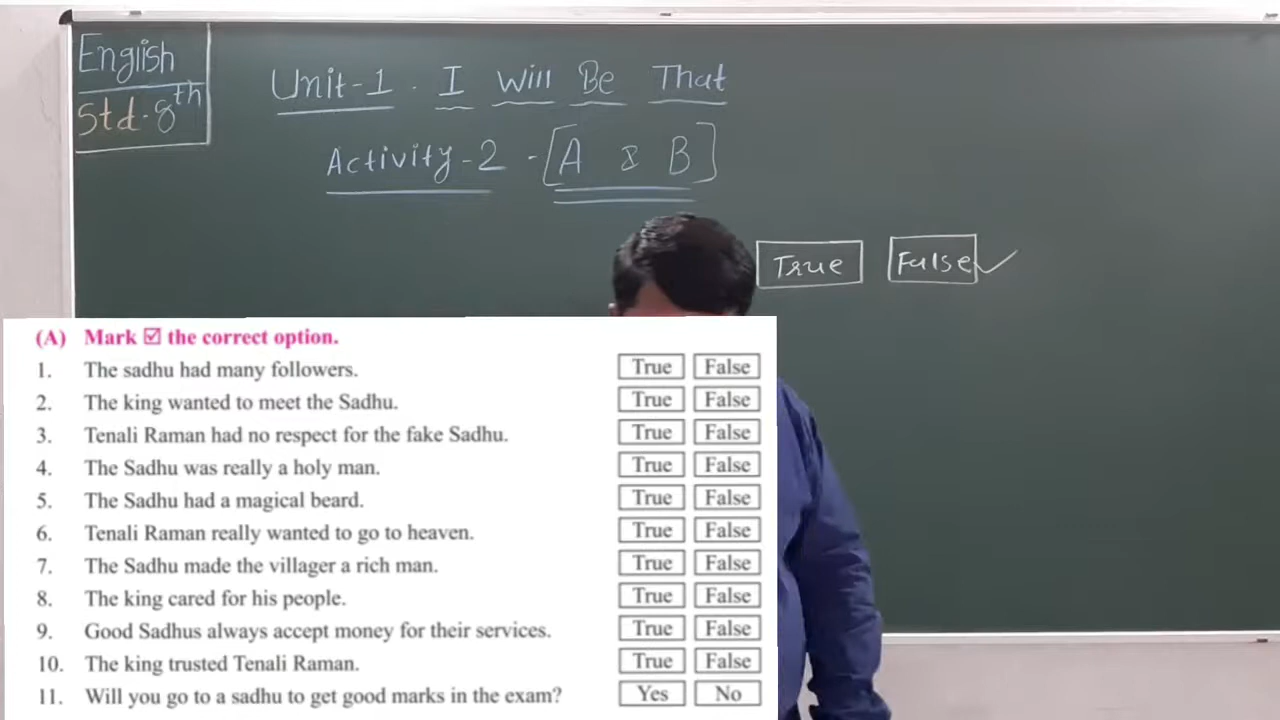 English
Std-8th
Unit-1. I Will Be That
Activity-2 - [A & B]
True False ✓
(A) Mark ☑ the correct option.
1. The sadhu had many followers. True False
2. The king wanted to meet the Sadhu. True False
3. Tenali Raman had no respect for the fake Sadhu. True False
4. The Sadhu was really a holy man. True False
5. The Sadhu had a magical beard. True False
6. Tenali Raman really wanted to go to heaven. True False
7. The Sadhu made the villager a rich man. True False
8. The king cared for his people. True False
9. Good Sadhus always accept money for their services. True False
10. The king trusted Tenali Raman. True False
11. Will you go to a sadhu to get good marks in the exam? Yes No